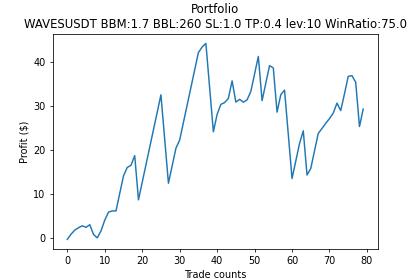 Portfolio
WAVESUSDT BBM:1.7 BBL:260 SL:1.0 TP:0.4 lev:10 WinRatio:75.0
40
30
20
10
0
Profit ($)
0 10 20 30 40 50 60 70 80
Trade counts